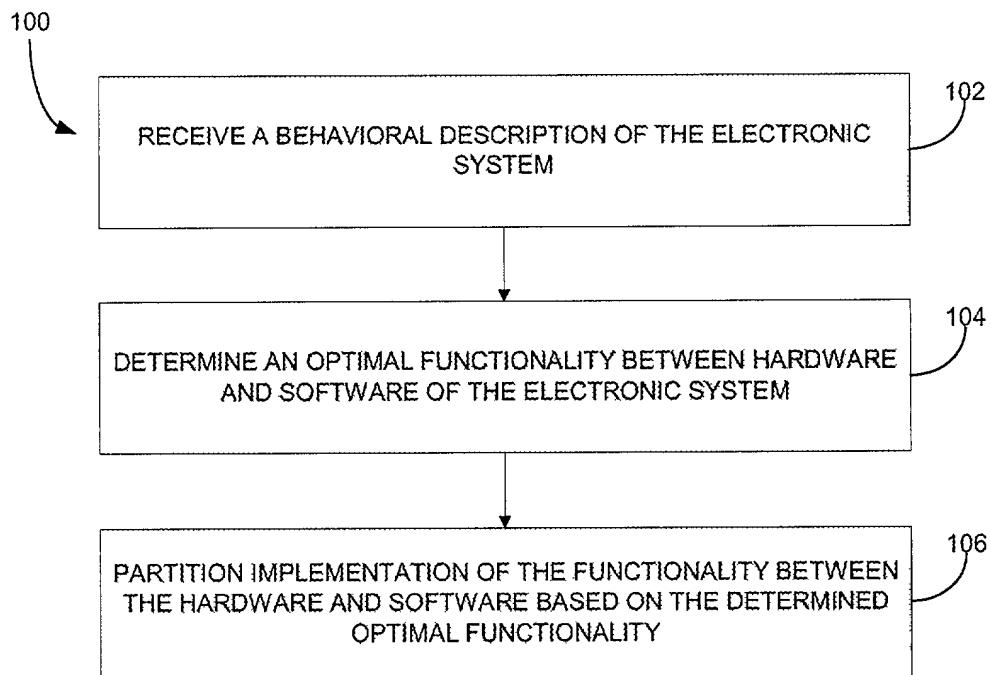 100
102
RECEIVE A BEHAVIORAL DESCRIPTION OF THE ELECTRONIC
SYSTEM
104
DETERMINE AN OPTIMAL FUNCTIONALITY BETWEEN HARDWARE
AND SOFTWARE OF THE ELECTRONIC SYSTEM
106
PARTITION IMPLEMENTATION OF THE FUNCTIONALITY BETWEEN
THE HARDWARE AND SOFTWARE BASED ON THE DETERMINED
OPTIMAL FUNCTIONALITY